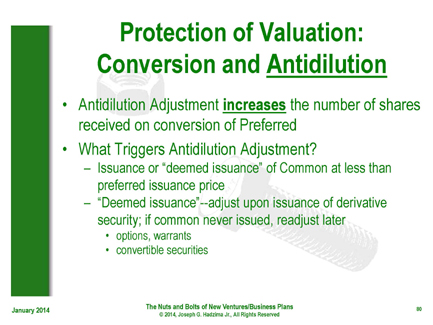 Protection of Valuation:
Conversion and Antidilution
• Antidilution Adjustment increases the number of shares
received on conversion of Preferred
• What Triggers Antidilution Adjustment?
– Issuance or “deemed issuance” of Common at less than
preferred issuance price
– “Deemed issuance”--adjust upon issuance of derivative
security; if common never issued, readjust later
• options, warrants
• convertible securities
January 2014
The Nuts and Bolts of New Ventures/Business Plans
© 2014, Joseph G. Hadzima Jr., All Rights Reserved
80